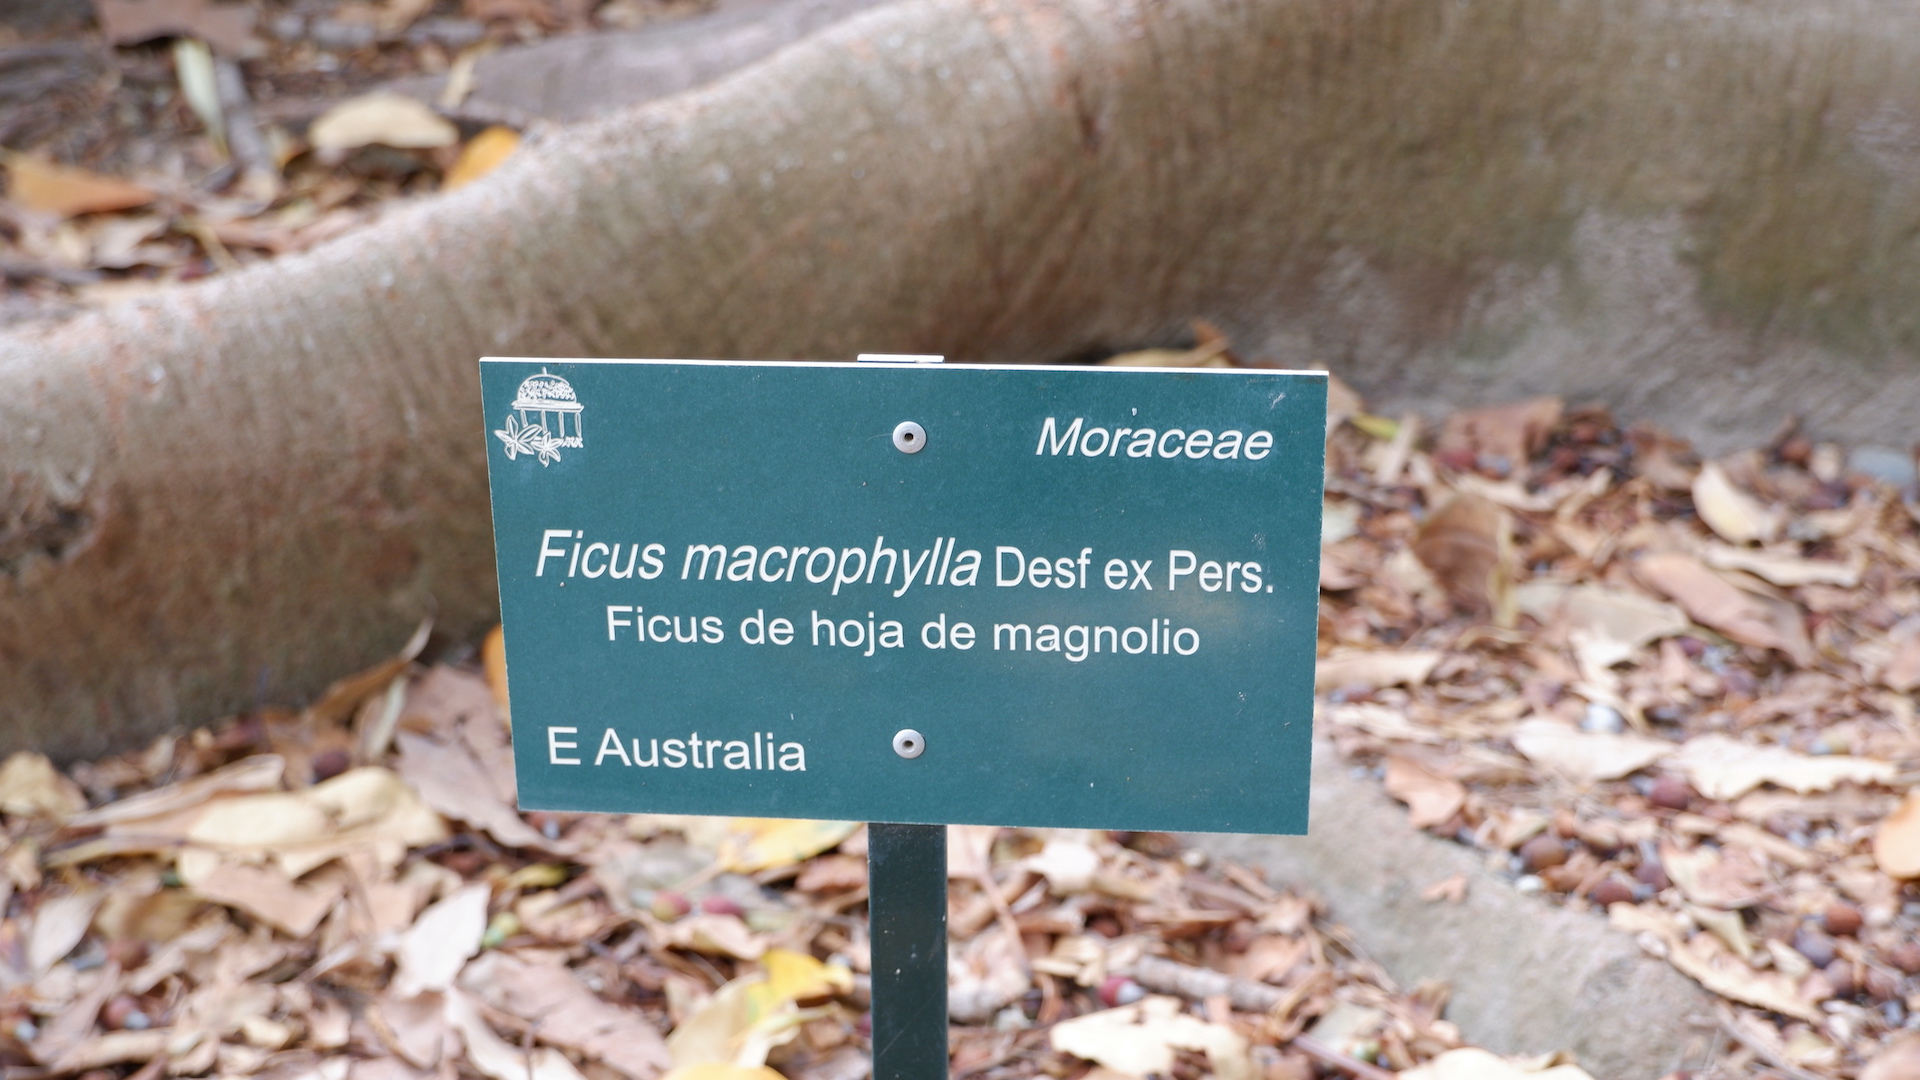 Moraceae
Ficus macrophylla Desf ex Pers.
Ficus de hoja de magnolio
E Australia